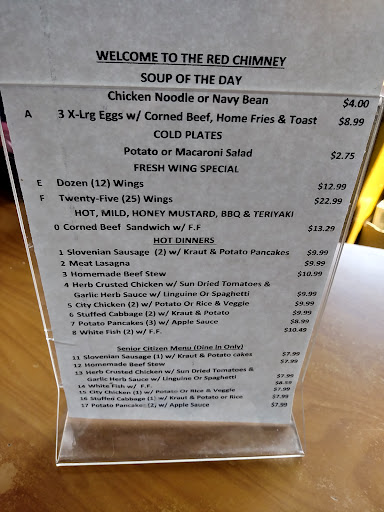 WELCOME TO THE RED CHIMNEY
SOUP OF THE DAY
Chicken Noodle or Navy Bean $4.00
A 3 X-Lrg Eggs w/ Corned Beef, Home Fries & Toast $8.99
COLD PLATES
Potato or Macaroni Salad $2.75
FRESH WING SPECIAL
E Dozen (12) Wings $12.99
F Twenty-Five (25) Wings $22.99
HOT, MILD, HONEY MUSTARD, BBQ & TERIYAKI
0 Corned Beef Sandwich w/ F.F $13.29
HOT DINNERS
1 Slovenian Sausage (2) w/ Kraut & Potato Pancakes $9.99
2 Meat Lasagna $9.99
3 Homemade Beef Stew $10.99
4 Herb Crusted Chicken w/ Sun Dried Tomatoes &
Garlic Herb Sauce w/ Linguine Or Spaghetti $9.99
5 City Chicken (2) w/ Potato Or Rice & Veggie $9.99
6 Stuffed Cabbage (2) w/ Kraut & Potato $9.99
7 Potato Pancakes (3) w/ Apple Sauce $8.99
8 White Fish (2) w/ F.F. $10.49
Senior Citizen Menu (Dine In Only)
11 Slovenian Sausage (1) w/ Kraut & Potato cakes $7.99
12 Homemade Beef Stew $7.99
13 Herb Crusted Chicken w/ Sun Dried Tomatoes &
Garlic Herb Sauce w/ Linguine Or Spaghetti $7.99
14 White Fish w/ F.F. $8.59
15 City Chicken (1) w/ Potato Or Rice & Veggie $7.99
16 Stuffed Cabbage (1) w/ Kraut & Potato or Rice $7.99
17 Potato Pancake (2) w/ Apple Sauce $7.99